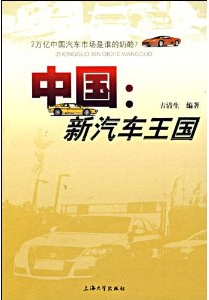 2万亿中国汽车市场是谁的奶酪?
ZHONGGUO XIN QICHE WANGGUO
中国:
古清生 编著
新汽车王国
上海大学出版社